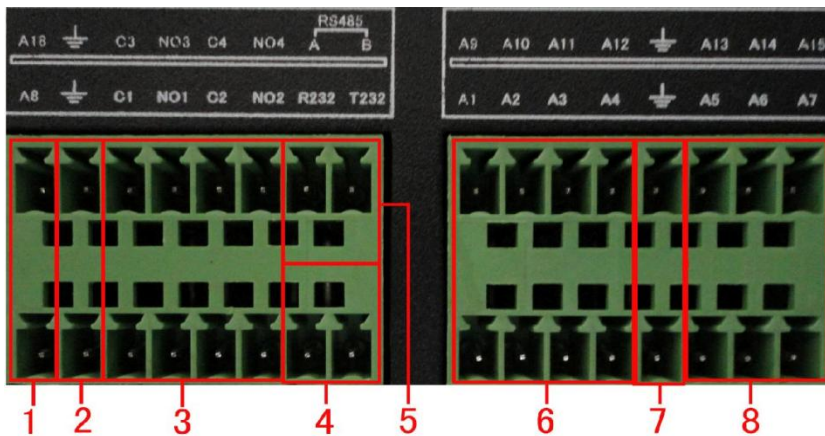 RS485
A16 C3 NO3 C4 NO4 A B
A8 C1 NO1 C2 NO2 R232 T232
A9 A10 A11 A12 A13 A14 A15
A1 A2 A3 A4 A5 A6 A7
1 2 3 4 5 6 7 8